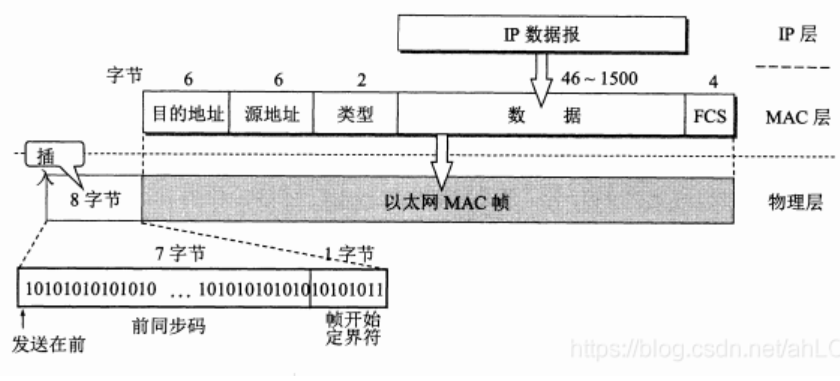 IP 数据报
IP 层
字节 6 6 2 46~1500 4
目的地址 源地址 类型 数 据 FCS
MAC 层
插
入
8 字节
以太网 MAC 帧
物理层
7 字节
1 字节
10101010101010 … 101010101010 10101011
前同步码
帧开始
定界符
发送在前
https://blog.csdn.net/ahLC